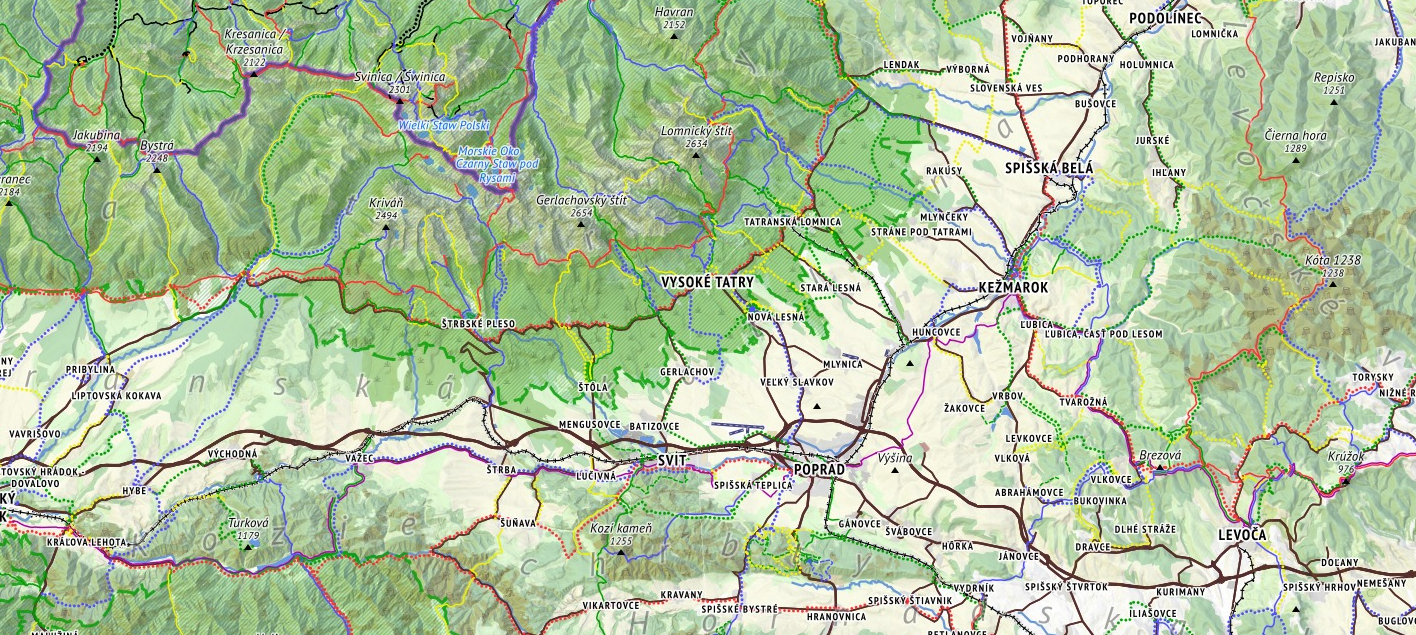 TOPOREC
PODOLÍNEC
Havran
2152
LOMNIČKA
Kresanica /
Krzesanica
2122
VOJŇANY
JAKUBAN
PODHORANY
HOLUMNICA
LENDAK
VÝBORNÁ
Svinica / Świnica
2301
Repisko
1251
SLOVENSKÁ VES
BUŠOVCE
Wielki Staw Polski
Jakubina
2194
Bystrá
2248
Lomnický štít
2634
Čierna hora
1289
JURSKÉ
Morskie Oko
Czarny Staw pod
Rysami
SPIŠSKÁ BELÁ
RAKÚSY
IHĽANY
2184
Kriváň
2494
Gerlachovský štít
2654
TATRANSKÁ LOMNICA
MLYNČEKY
STRÁNE POD TATRAMI
Kóta 1238
1238
VYSOKÉ TATRY
STARÁ LESNÁ
KEŽMAROK
NOVÁ LESNÁ
ŠTRBSKÉ PLESO
HUNCOVCE
ĽUBICA
ĽUBICA, ČASŤ POD LESOM
PRIBYLINA
GERLACHOV
MLYNICA
TORYSKY
VEĽKÝ SLAVKOV
ŠTÔLA
LIPTOVSKÁ KOKAVA
VRBOV
ŽAKOVCE
TVAROŽNÁ
MENGUSOVCE
BATIZOVCE
VAVRIŠOVO
LEVKOVCE
VÝCHODNÁ
VAŽEC
SVIT
VLKOVÁ
Vyšina
Brezová
Krúžok
976
ŠTRBA
LUČIVNÁ
POPRAD
DOVALOVO
SPIŠSKÁ TEPLICA
VLKOVCE
HYBE
ABRAHÁMOVCE
BUKOVINKA
Turková
1179
ŠUŇAVA
Kozí kameň
1255
GÁNOVCE
ŠVÁBOVCE
DLHÉ STRÁŽE
LEVOČA
KRÁĽOVA LEHOTA
HÔRKA
DRAVCE
JÁNOVCE
DOĽANY
VYDRNÍK
SPIŠSKÝ ŠTVRTOK
SPIŠSKÝ HRHOV
NEMEŠANY
KURIMANY
KRAVANY
VIKARTOVCE
SPIŠSKÉ BYSTRÉ
SPIŠSKÝ ŠTIAVNIK
HRANOVNICA
ILIAŠOVCE
BETLANOVCE